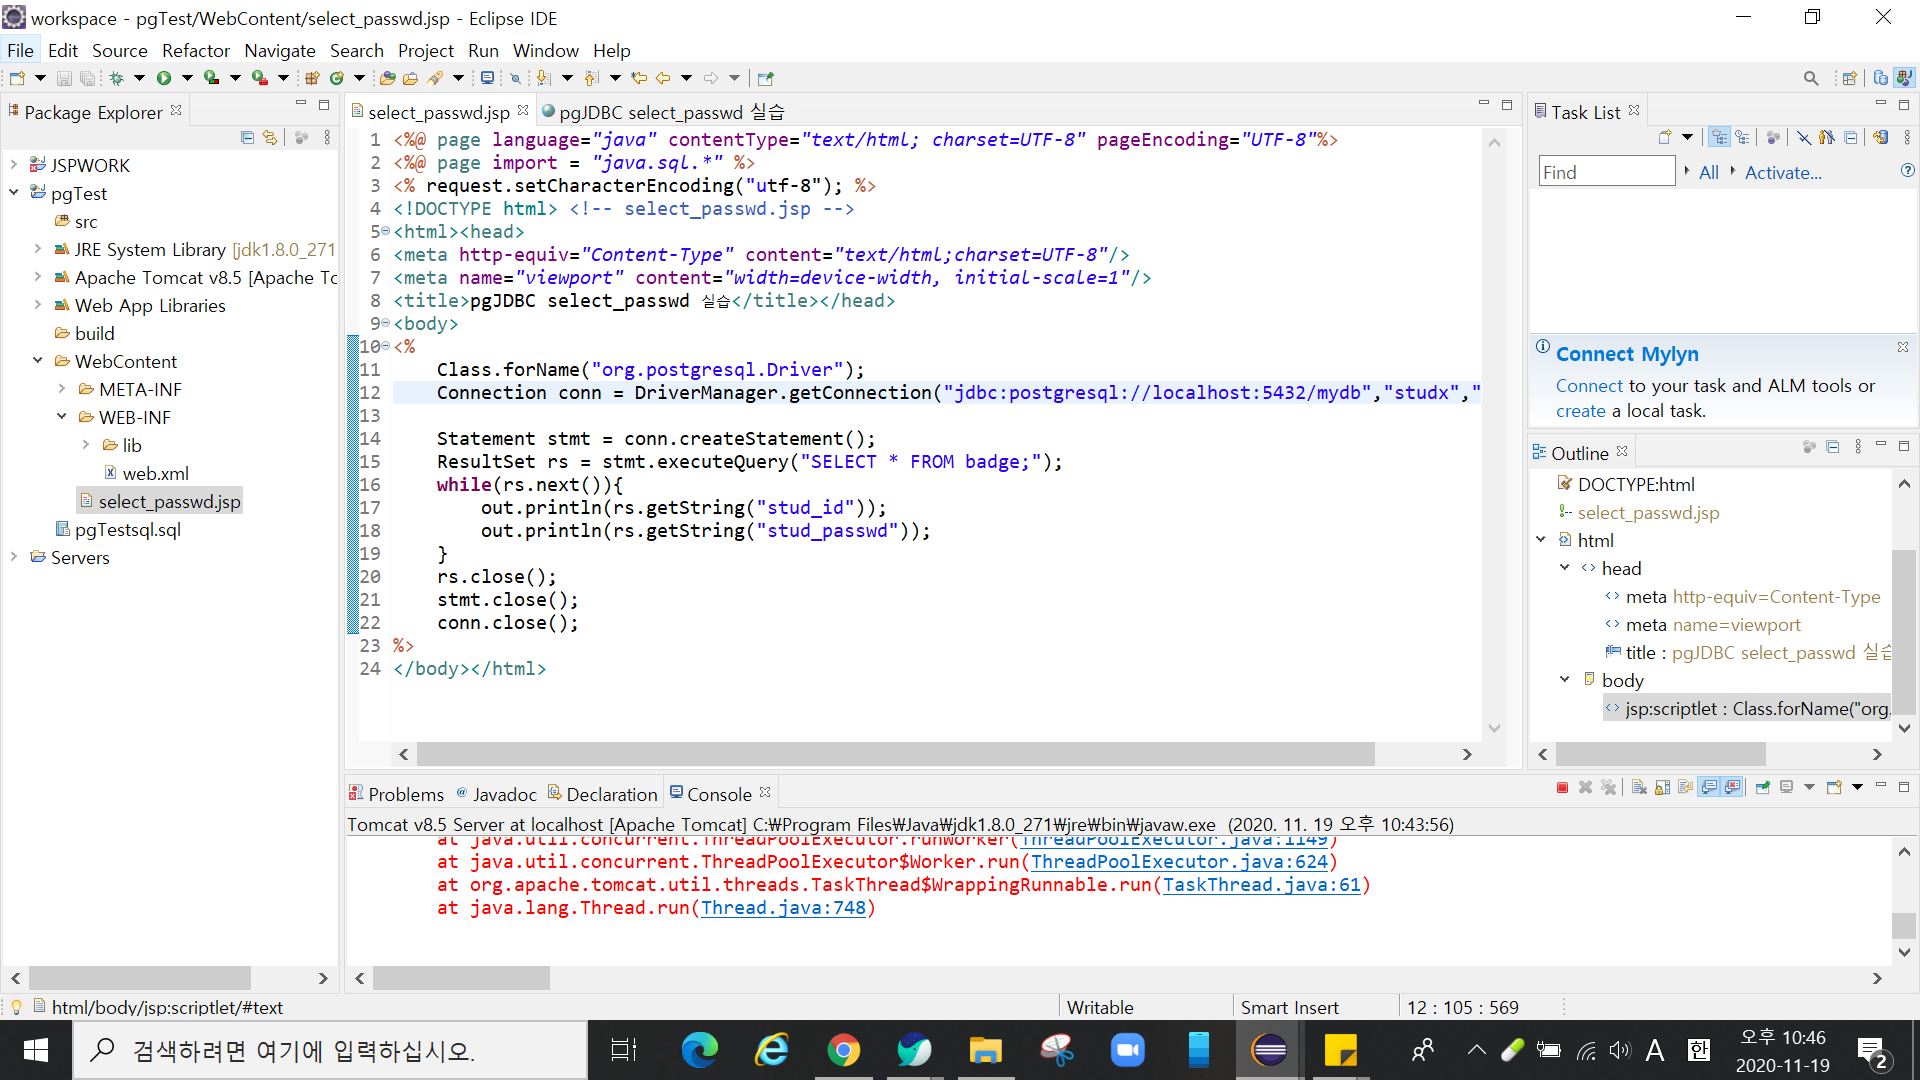 workspace - pgTest/WebContent/select_passwd.jsp - Eclipse IDE
File Edit Source Refactor Navigate Search Project Run Window Help
Package Explorer
JSPWORK
pgTest
src
JRE System Library [jdk1.8.0_271
Apache Tomcat v8.5 [Apache Tc
Web App Libraries
build
WebContent
META-INF
WEB-INF
lib
web.xml
select_passwd.jsp
pgTestsql.sql
Servers
select_passwd.jsp pgJDBC select_passwd 실습
1 <%@ page language="java" contentType="text/html; charset=UTF-8" pageEncoding="UTF-8"%>
2 <%@ page import = "java.sql.*" %>
3 <% request.setCharacterEncoding("utf-8"); %>
4 <!DOCTYPE html> <!-- select_passwd.jsp -->
5 <html><head>
6 <meta http-equiv="Content-Type" content="text/html;charset=UTF-8"/>
7 <meta name="viewport" content="width=device-width, initial-scale=1"/>
8 <title>pgJDBC select_passwd 실습</title></head>
9 <body>
10 <%
11 Class.forName("org.postgresql.Driver");
12 Connection conn = DriverManager.getConnection("jdbc:postgresql://localhost:5432/mydb","studx","
13
14 Statement stmt = conn.createStatement();
15 ResultSet rs = stmt.executeQuery("SELECT * FROM badge;");
16 while(rs.next()){
17 out.println(rs.getString("stud_id"));
18 out.println(rs.getString("stud_passwd"));
19 }
20 rs.close();
21 stmt.close();
22 conn.close();
23 %>
24 </body></html>
Task List
Find All Activate...
Connect Mylyn
Connect to your task and ALM tools or
create a local task.
Outline
DOCTYPE:html
select_passwd.jsp
html
head
meta http-equiv=Content-Type
meta name=viewport
title : pgJDBC select_passwd 실습
body
jsp:scriptlet : Class.forName("org.
Problems Javadoc Declaration Console
Tomcat v8.5 Server at localhost [Apache Tomcat] C:₩Program Files₩Java₩jdk1.8.0_271₩jre₩bin₩javaw.exe (2020. 11. 19 오후 10:43:56)
at java.util.concurrent.ThreadPoolExecutor.runWorker(ThreadPoolExecutor.java:1149)
at java.util.concurrent.ThreadPoolExecutor$Worker.run(ThreadPoolExecutor.java:624)
at org.apache.tomcat.util.threads.TaskThread$WrappingRunnable.run(TaskThread.java:61)
at java.lang.Thread.run(Thread.java:748)
html/body/jsp:scriptlet/#text Writable Smart Insert 12 : 105 : 569
검색하려면 여기에 입력하십시오.
A 한
오후 10:46
2020-11-19
2